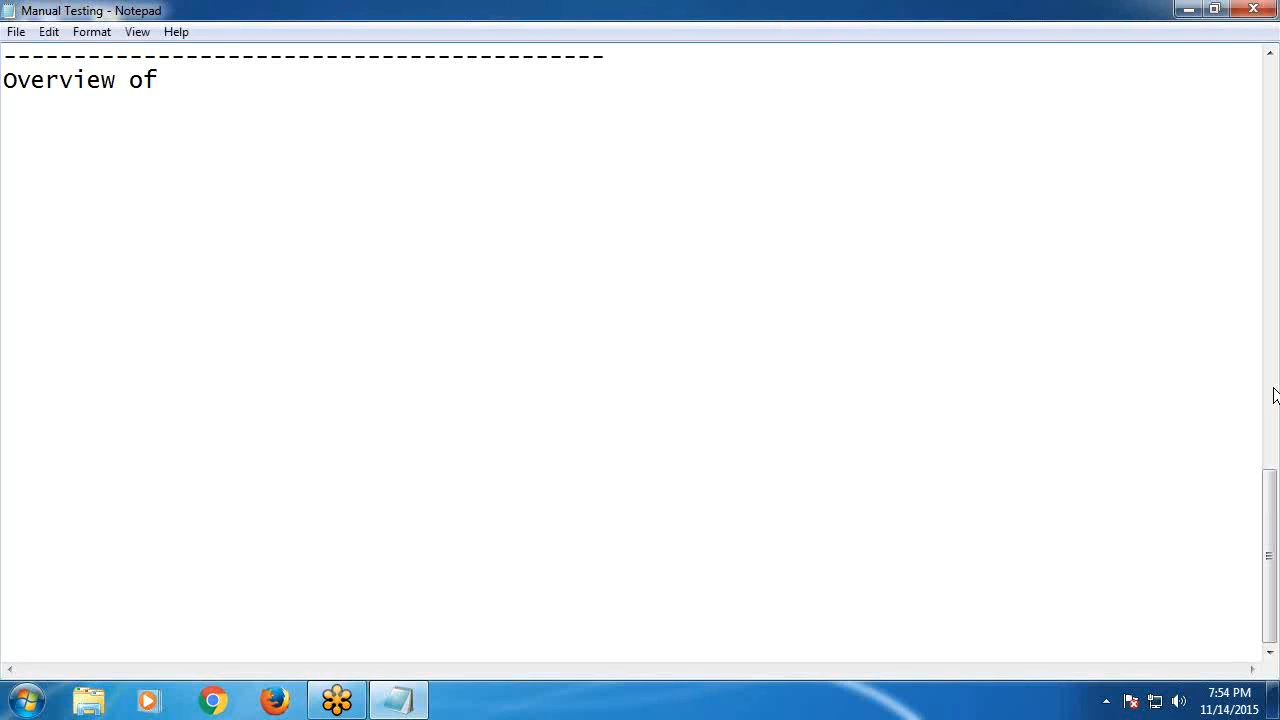 Manual Testing - Notepad
File Edit Format View Help
-------------------------------------------
Overview of
7:54 PM
11/14/2015